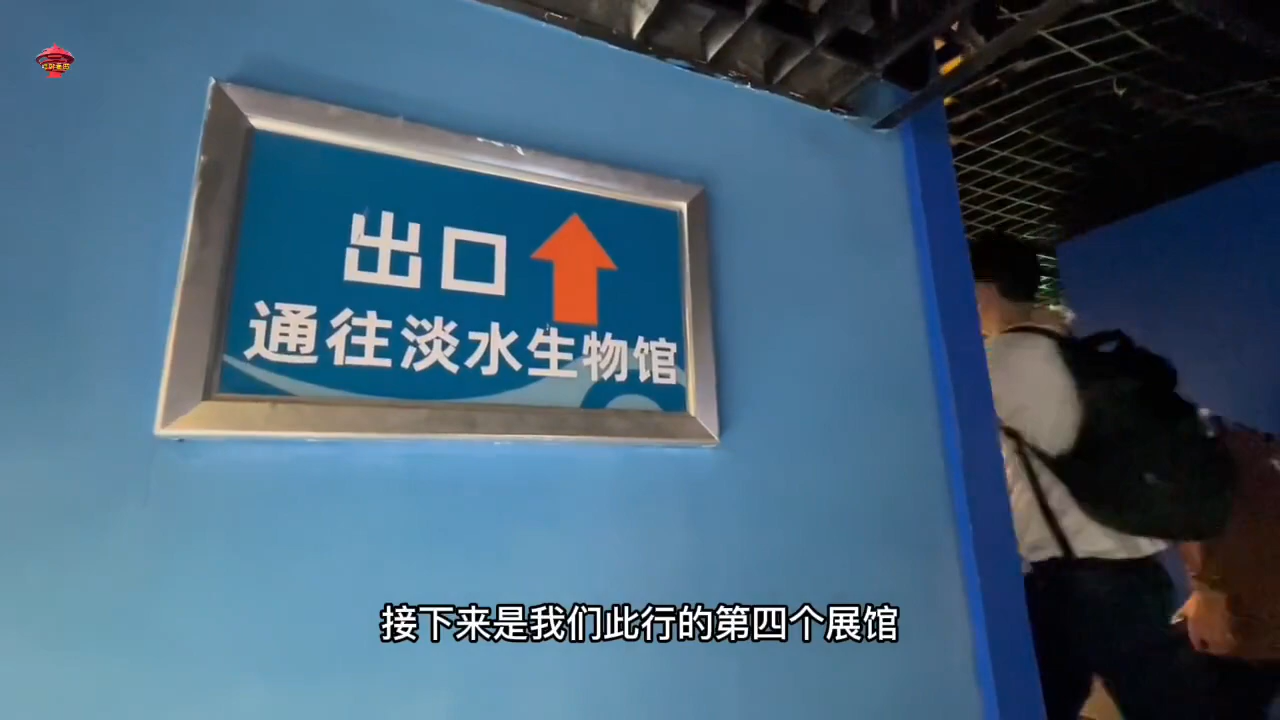 出口
通往淡水生物馆
接下来是我们此行的第四个展馆